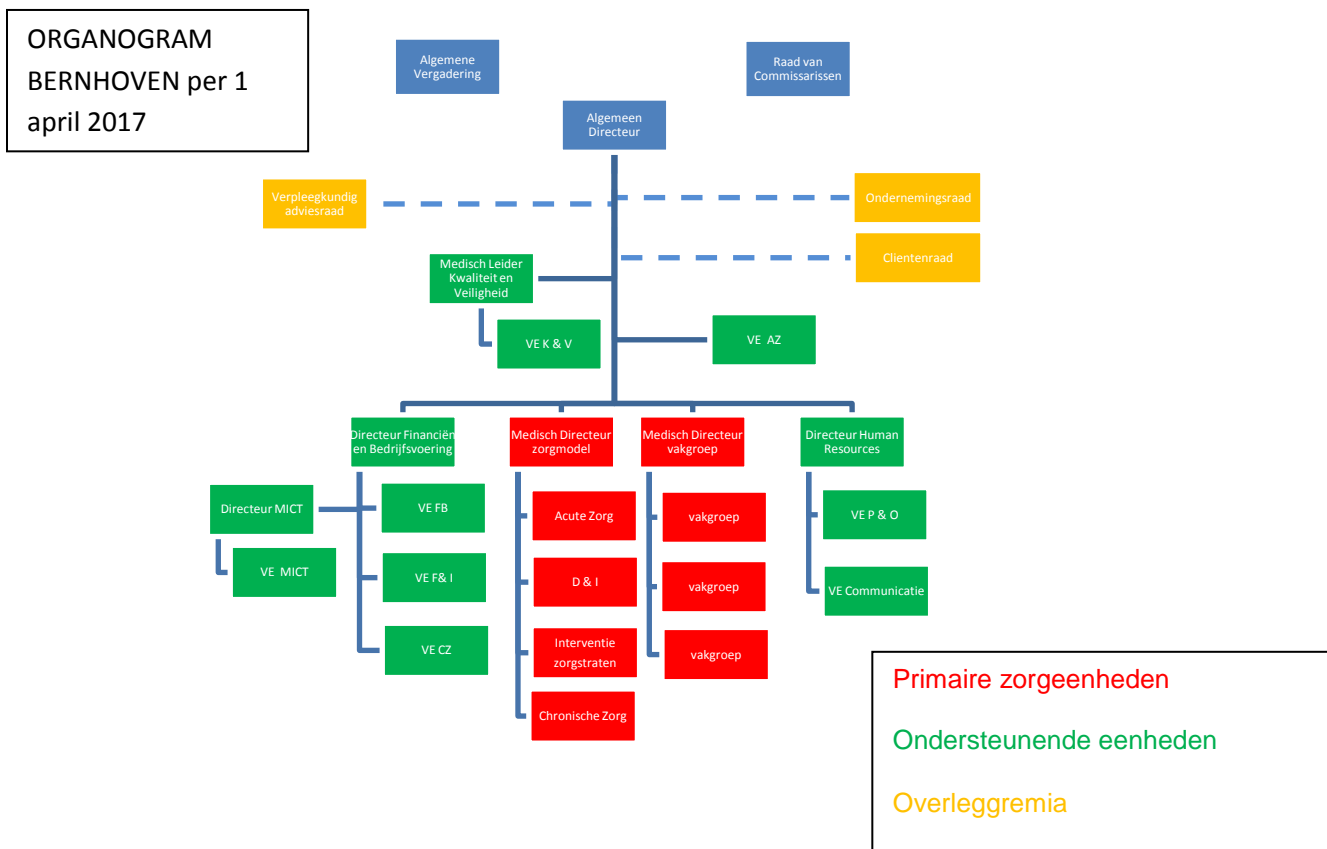 ORGANOGRAM
BERNHOVEN per 1
april 2017
Algemene
Vergadering
Raad van
Commissarissen
Algemeen
Directeur
Verpleegkundig
adviesraad
Ondernemingsraad
Clientenraad
Medisch Leider
Kwaliteit en
Veiligheid
VE K & V
VE AZ
Directeur Financiën
en Bedrijfsvoering
Medisch Directeur
zorgmodel
Medisch Directeur
vakgroep
Directeur Human
Resources
Directeur MICT
VE FB
Acute Zorg
vakgroep
VE P & O
VE MICT
VE F& I
D & I
vakgroep
VE Communicatie
VE CZ
Interventie
zorgstraten
vakgroep
Chronische Zorg
Primaire zorgeenheden
Ondersteunende eenheden
Overleggremia